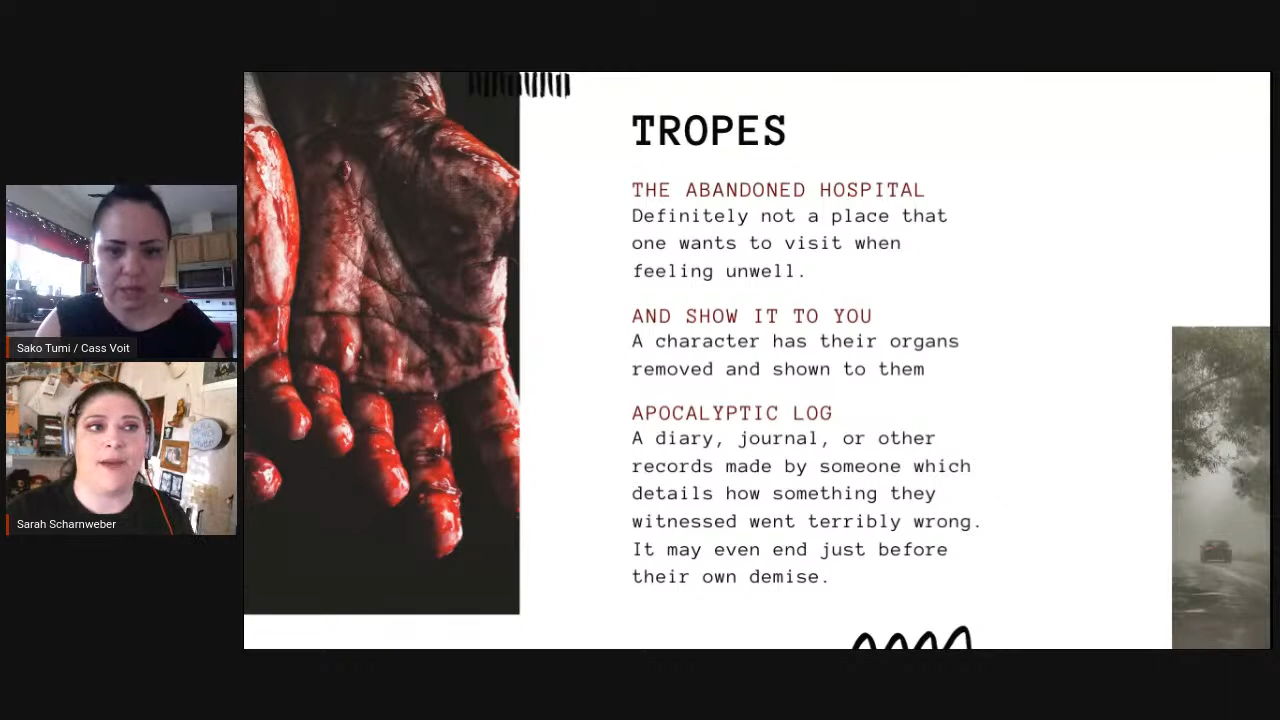 TROPES
THE ABANDONED HOSPITAL
Definitely not a place that
one wants to visit when
feeling unwell.
AND SHOW IT TO YOU
A character has their organs
removed and shown to them
APOCALYPTIC LOG
A diary, journal, or other
records made by someone which
details how something they
witnessed went terribly wrong.
It may even end just before
their own demise.
Sako Tumi / Cass Voit
Sarah Scharnweber